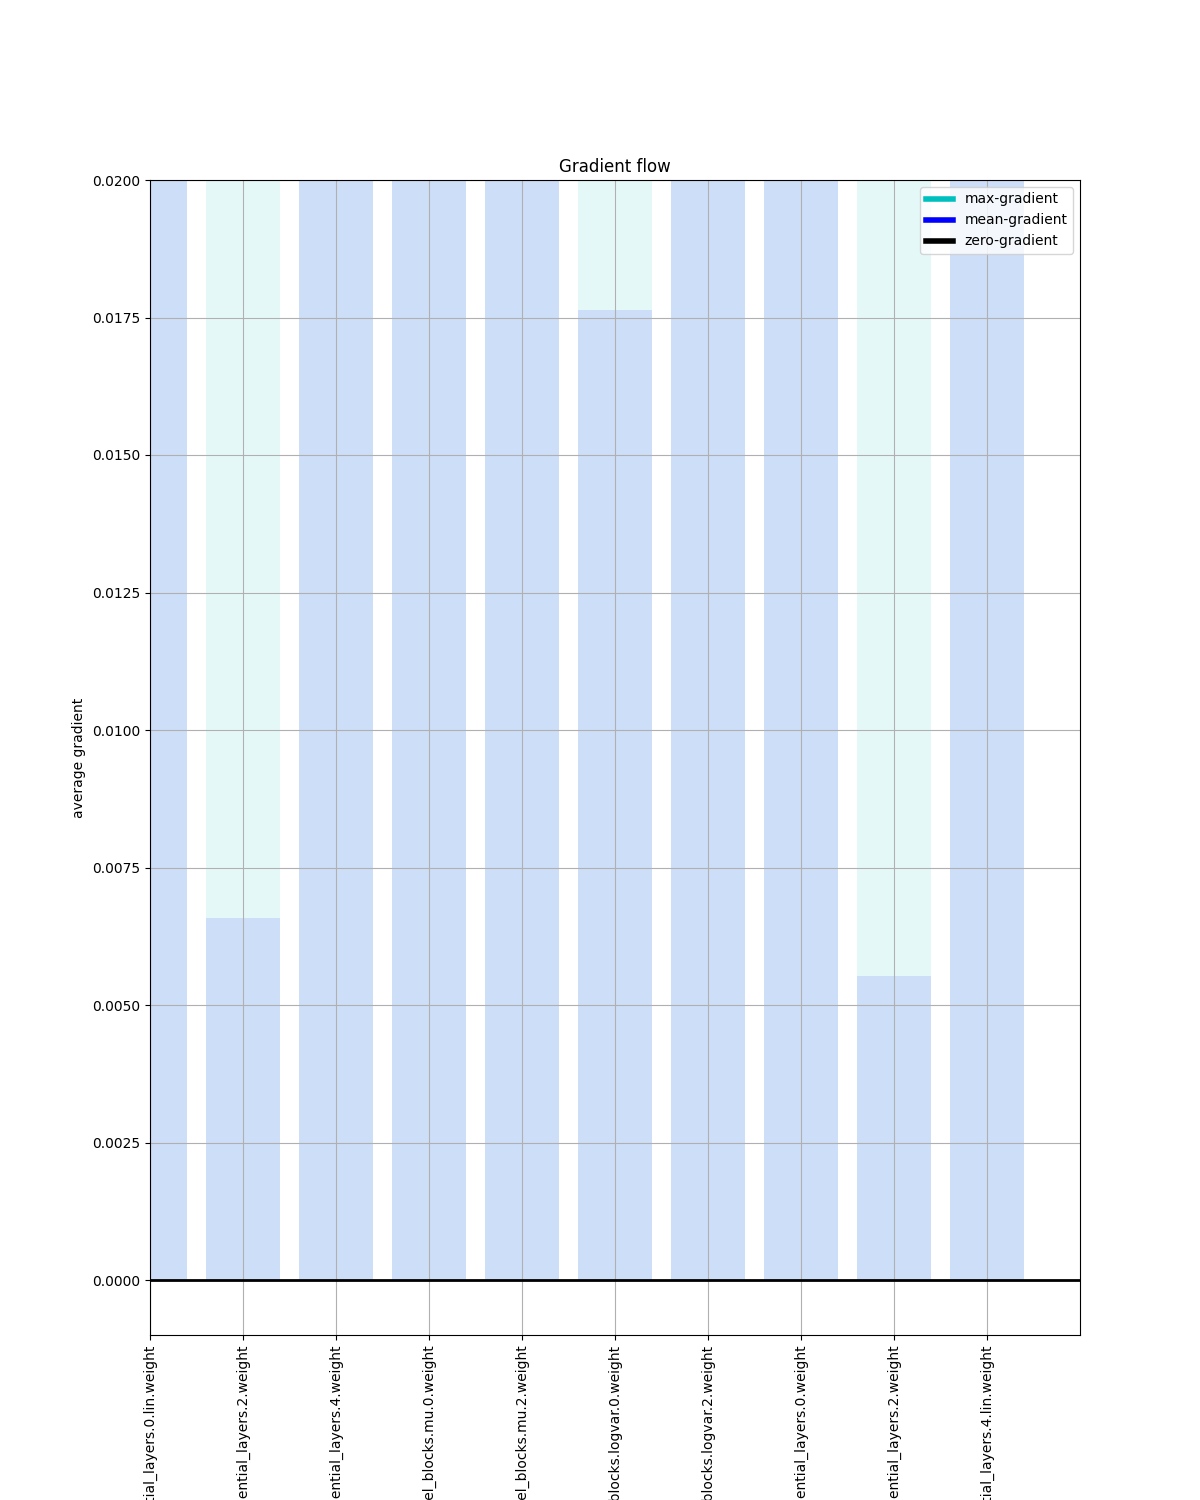 Gradient flow
0.0200
0.0175
0.0150
0.0125
0.0100
0.0075
0.0050
0.0025
0.0000
average gradient
max-gradient
mean-gradient
zero-gradient
tial_layers.0.lin.weight
ential_layers.2.weight
ential_layers.4.weight
el_blocks.mu.0.weight
el_blocks.mu.2.weight
blocks.logvar.0.weight
blocks.logvar.2.weight
ential_layers.0.weight
ential_layers.2.weight
tial_layers.4.lin.weight